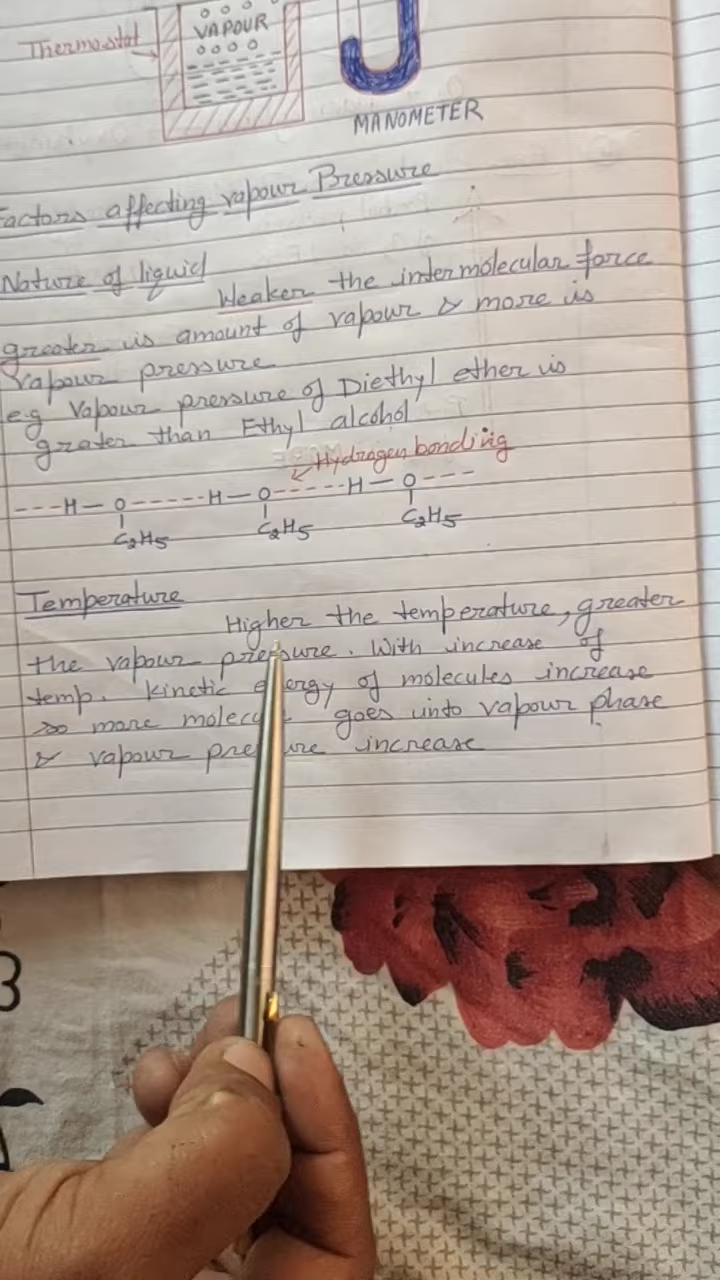 VAPOUR
Thermostat
MANOMETER
Factors affecting vapour Pressure
Nature of liquid
Weaker the intermolecular force
greater is amount of vapour & more is
vapour pressure
e.g Vapour pressure of Diethyl ether is
grater than Ethyl alcohol
Hydrogen bonding
---H—O-----H—O-----H—O---
C₂H₅ C₂H₅ C₂H₅
Temperature
Higher the temperature, greater
the vapour pressure. With increase of
temp. Kinetic energy of molecules increase
so more molecu goes into vapour phase
& vapour pressure increase
3